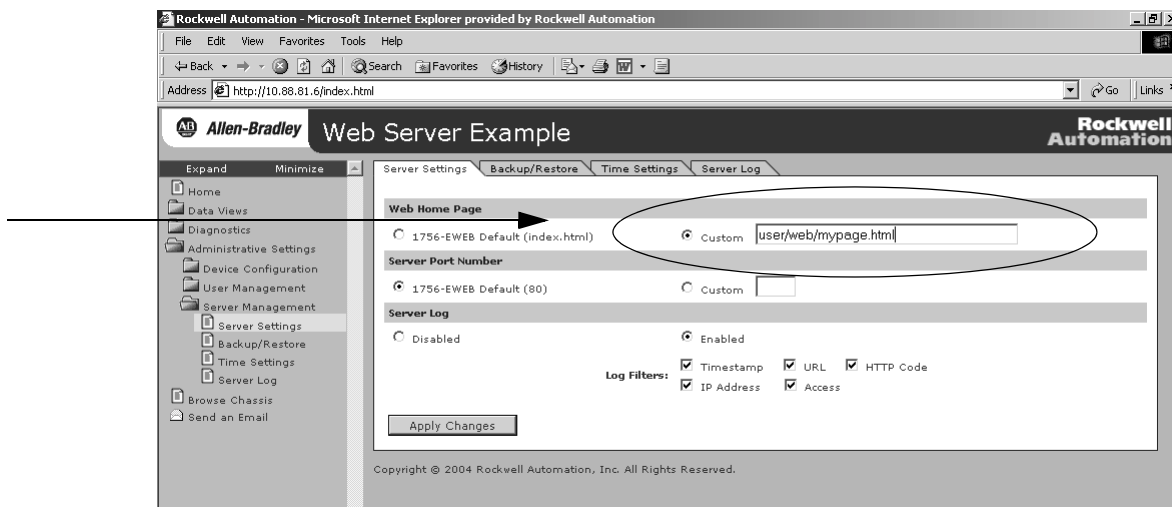 Rockwell Automation - Microsoft Internet Explorer provided by Rockwell Automation
File Edit View Favorites Tools Help
Back Search Favorites History
Address http://10.88.81.6/index.html Go Links
AB Allen-Bradley Web Server Example Rockwell Automation
Expand Minimize
Home
Data Views
Diagnostics
Administrative Settings
Device Configuration
User Management
Server Management
Server Settings
Backup/Restore
Time Settings
Server Log
Browse Chassis
Send an Email
Server Settings Backup/Restore Time Settings Server Log
Web Home Page
1756-EWEB Default (index.html) Custom user/web/mypage.html
Server Port Number
1756-EWEB Default (80) Custom
Server Log
Disabled Enabled
Log Filters: Timestamp URL HTTP Code
IP Address Access
Apply Changes
Copyright © 2004 Rockwell Automation, Inc. All Rights Reserved.